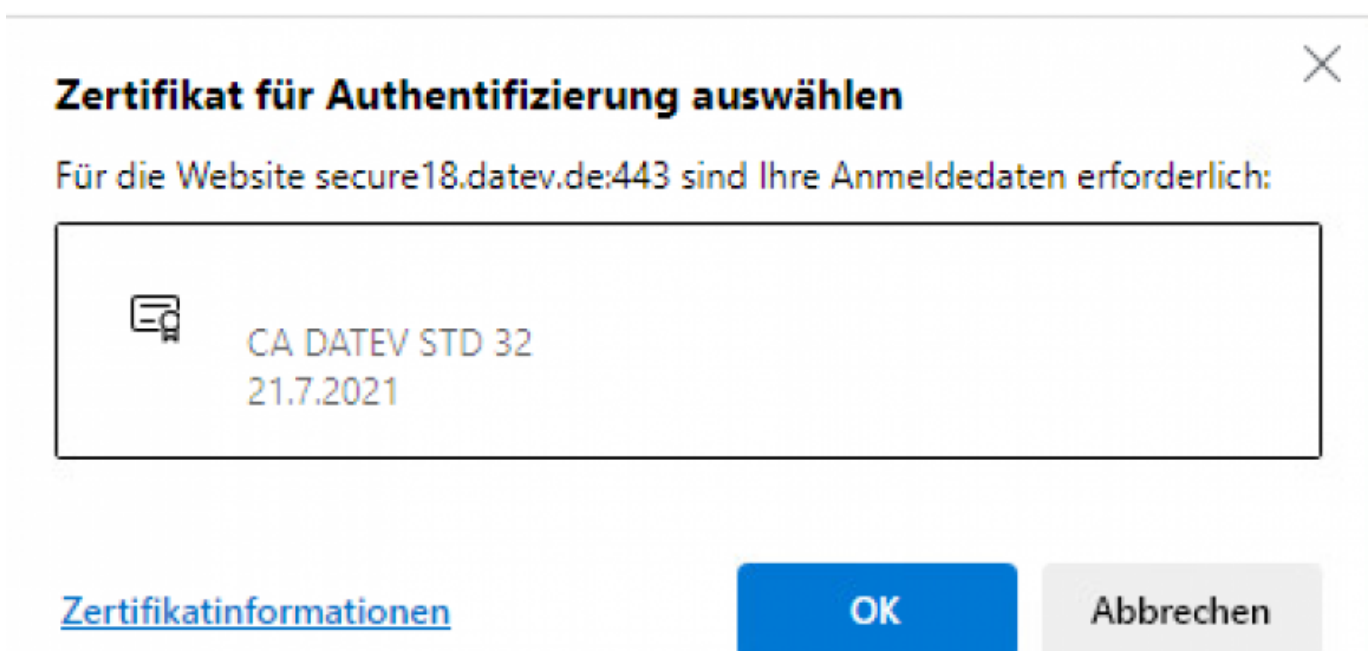 Zertifikat für Authentifizierung auswählen
Für die Website secure18.datev.de:443 sind Ihre Anmeldedaten erforderlich:
CA DATEV STD 32
21.7.2021
Zertifikatinformationen
OK
Abbrechen